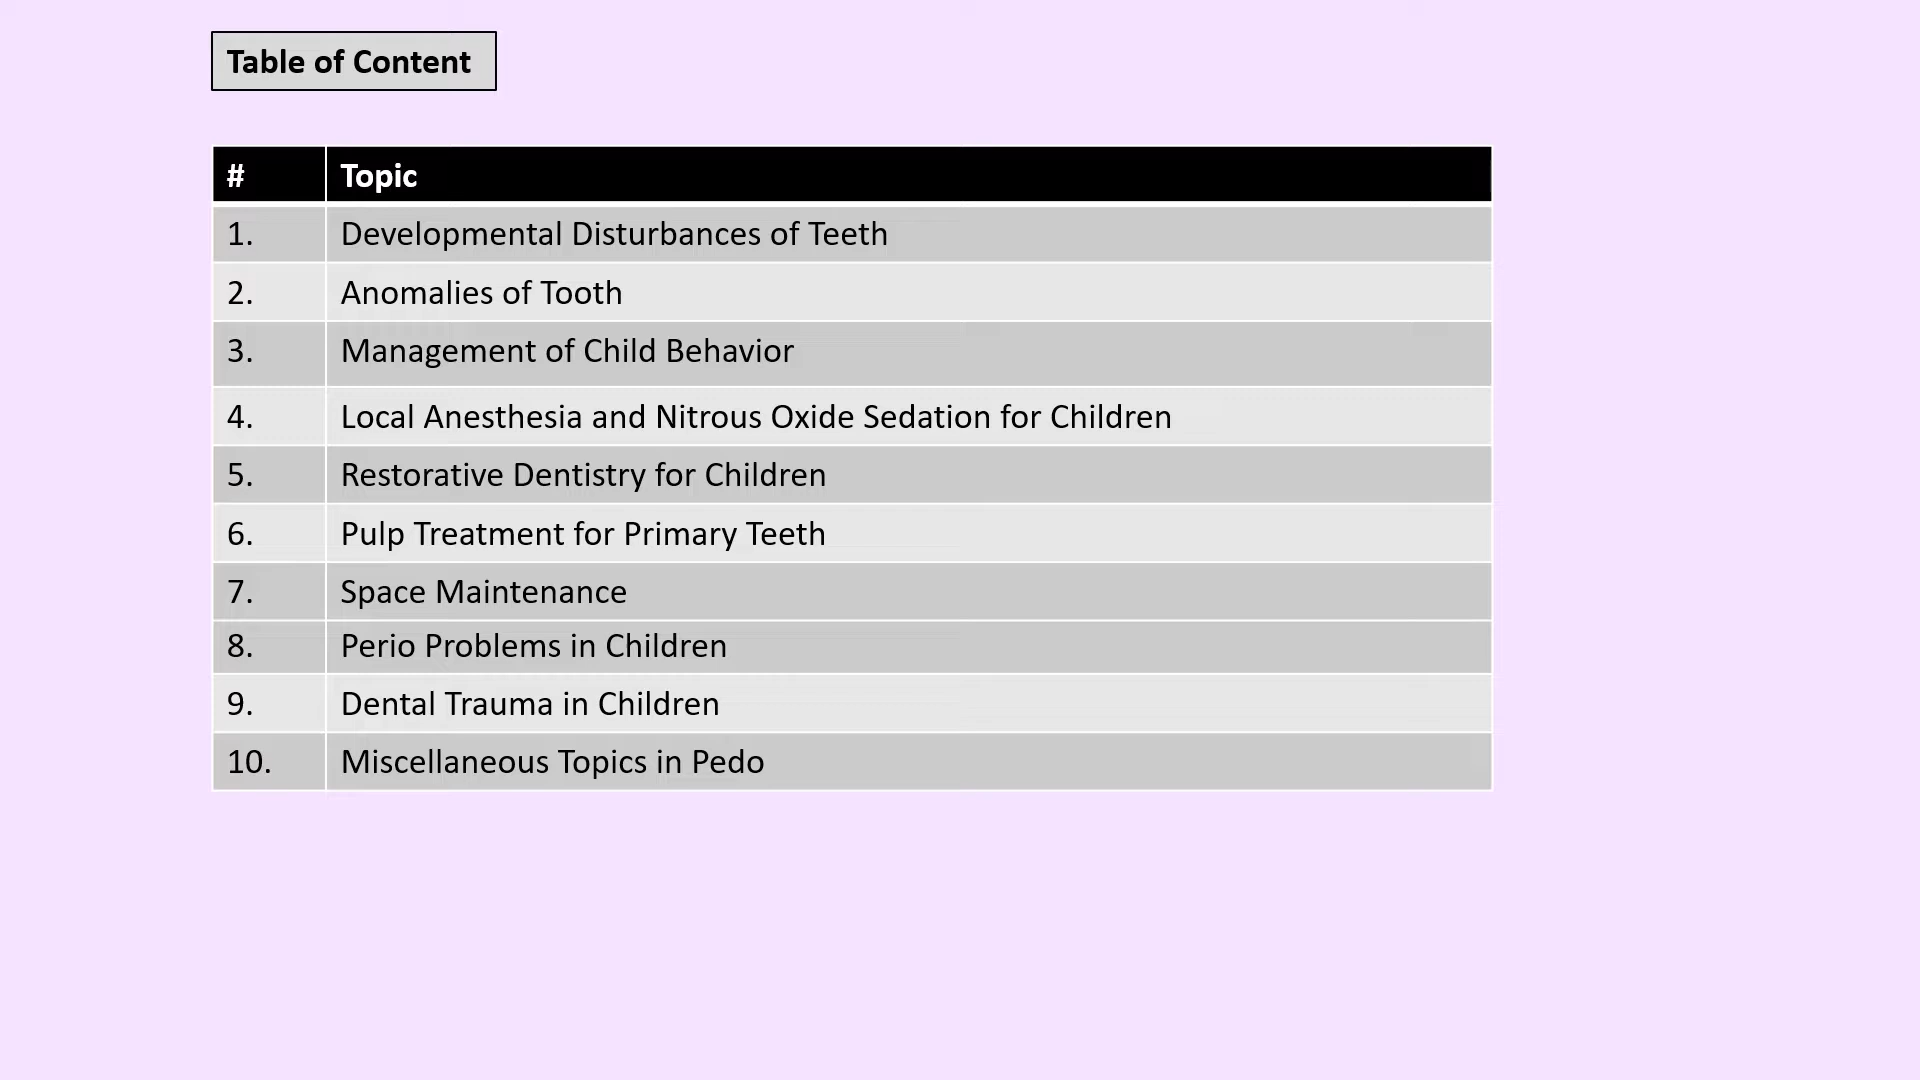 Table of Content
# Topic
1. Developmental Disturbances of Teeth
2. Anomalies of Tooth
3. Management of Child Behavior
4. Local Anesthesia and Nitrous Oxide Sedation for Children
5. Restorative Dentistry for Children
6. Pulp Treatment for Primary Teeth
7. Space Maintenance
8. Perio Problems in Children
9. Dental Trauma in Children
10. Miscellaneous Topics in Pedo